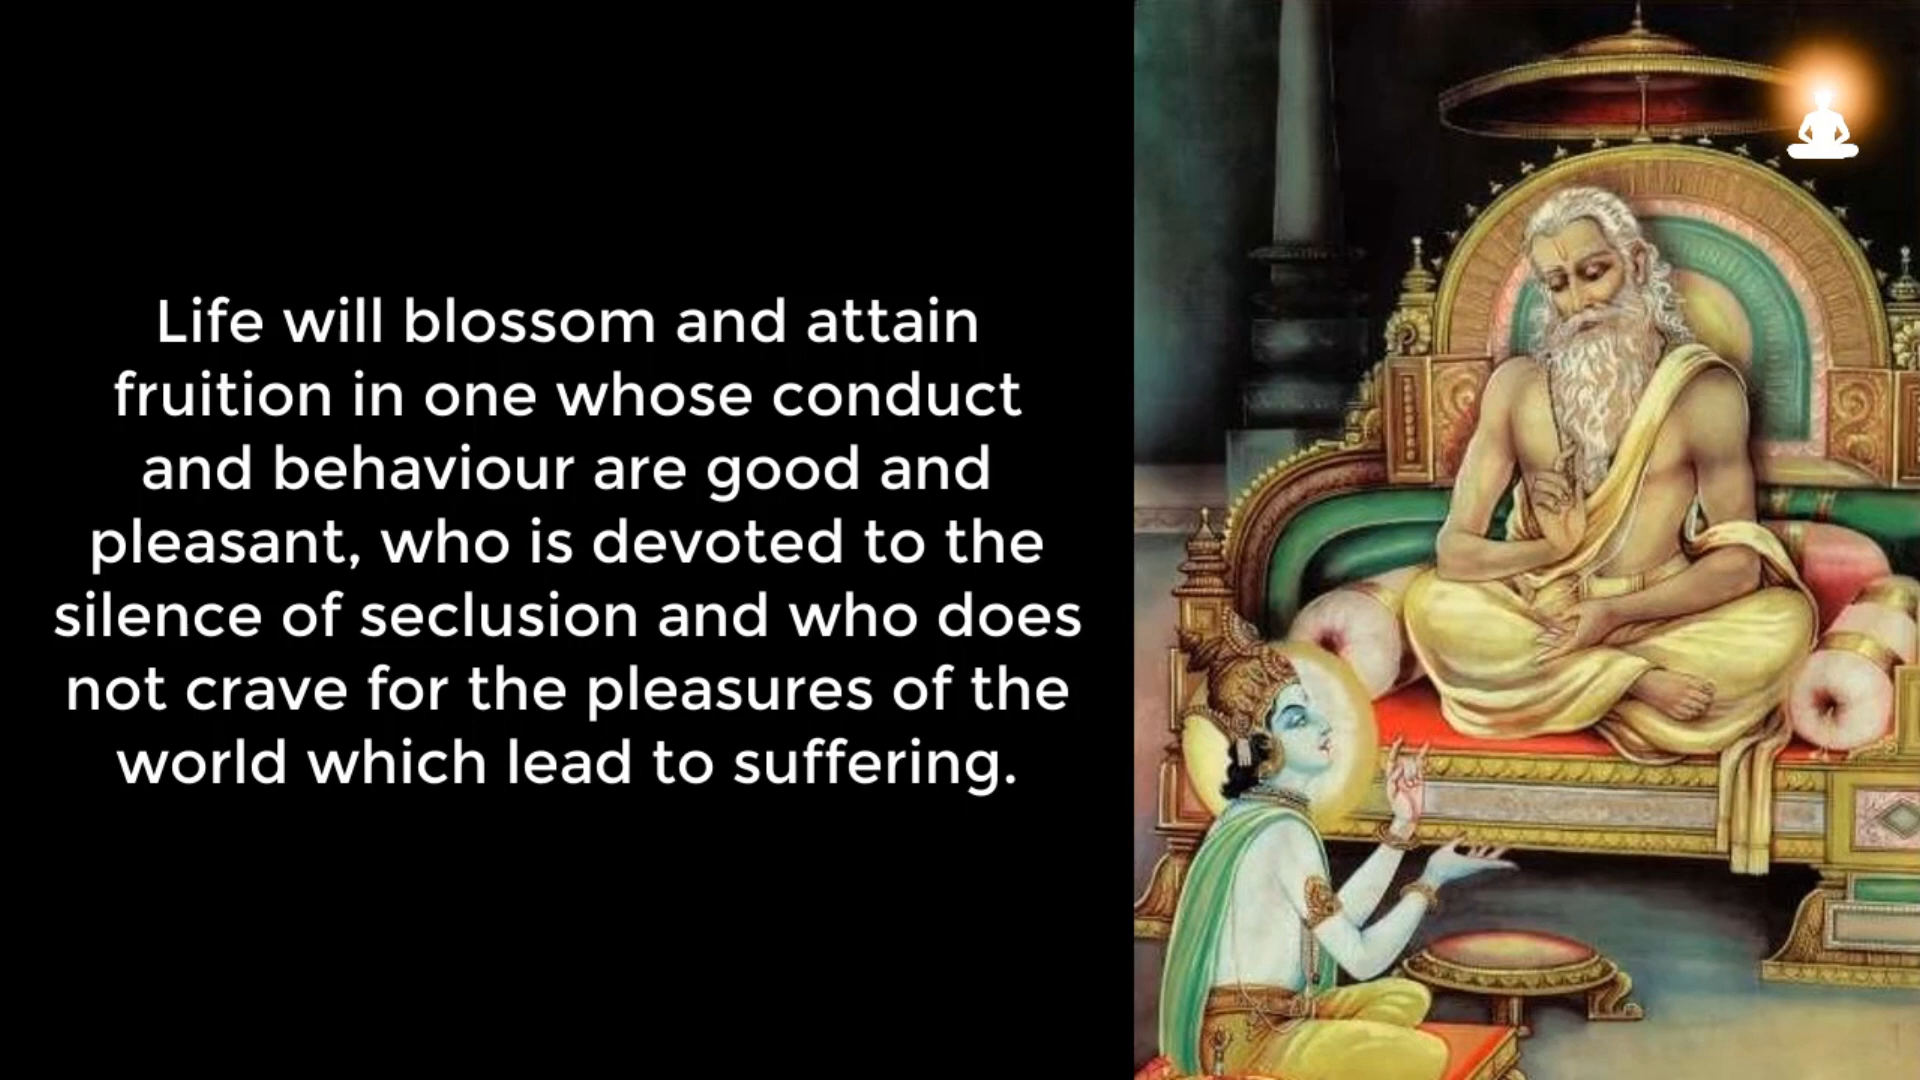 Life will blossom and attain
fruition in one whose conduct
and behaviour are good and
pleasant, who is devoted to the
silence of seclusion and who does
not crave for the pleasures of the
world which lead to suffering.